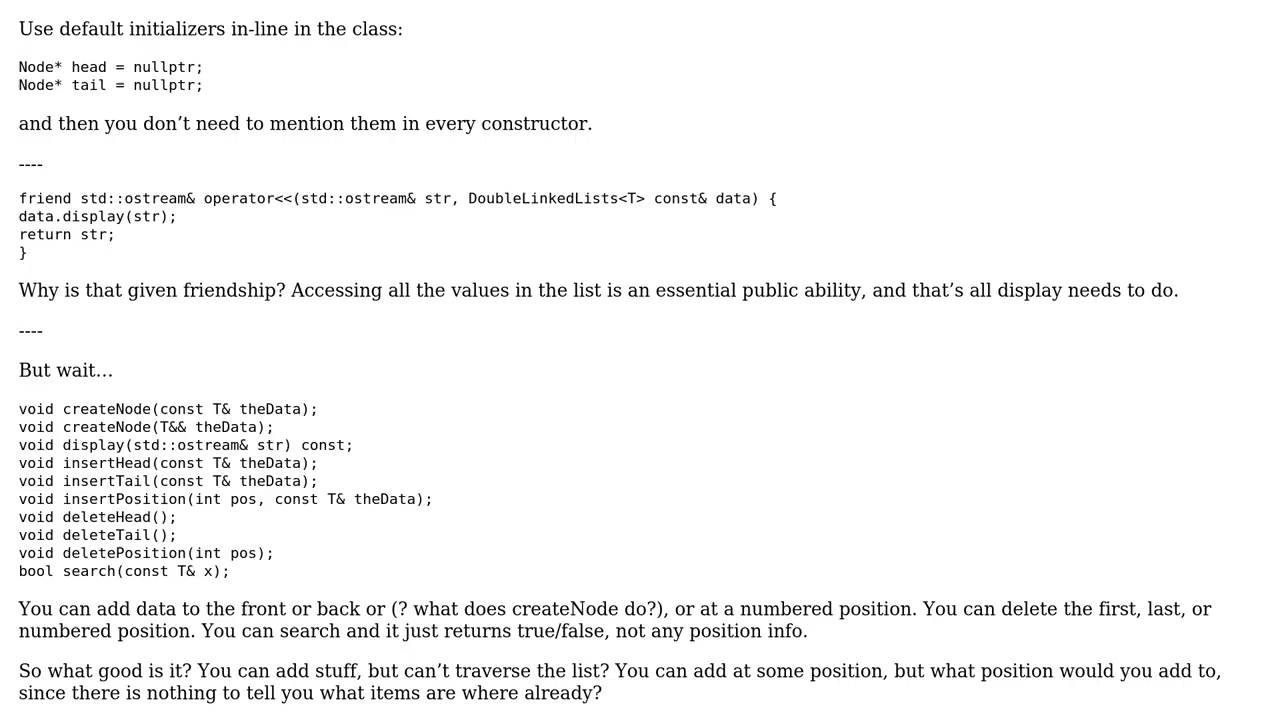 Use default initializers in-line in the class:
Node* head = nullptr;
Node* tail = nullptr;
and then you don’t need to mention them in every constructor.
----
friend std::ostream& operator<<(std::ostream& str, DoubleLinkedLists<T> const& data) {
data.display(str);
return str;
}
Why is that given friendship? Accessing all the values in the list is an essential public ability, and that’s all display needs to do.
----
But wait…
void createNode(const T& theData);
void createNode(T&& theData);
void display(std::ostream& str) const;
void insertHead(const T& theData);
void insertTail(const T& theData);
void insertPosition(int pos, const T& theData);
void deleteHead();
void deleteTail();
void deletePosition(int pos);
bool search(const T& x);
You can add data to the front or back or (? what does createNode do?), or at a numbered position. You can delete the first, last, or
numbered position. You can search and it just returns true/false, not any position info.
So what good is it? You can add stuff, but can’t traverse the list? You can add at some position, but what position would you add to,
since there is nothing to tell you what items are where already?